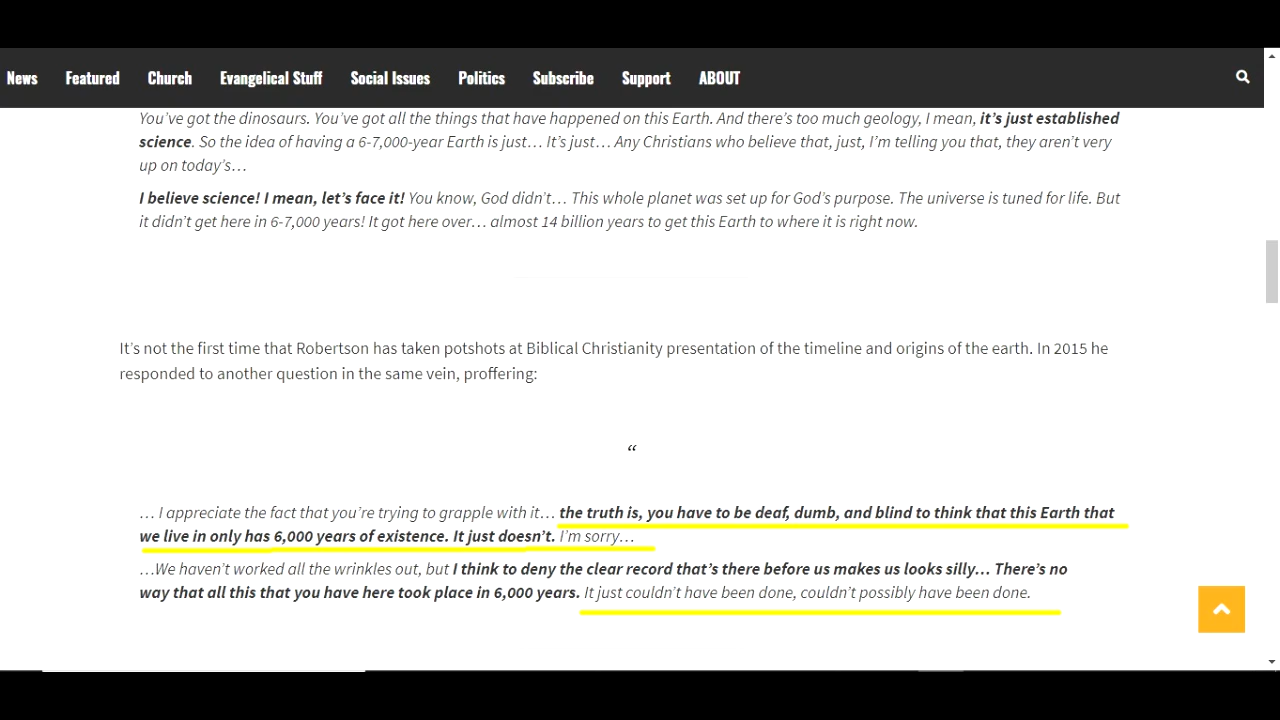 News Featured Church Evangelical Stuff Social Issues Politics Subscribe Support ABOUT
You've got the dinosaurs. You've got all the things that have happened on this Earth. And there's too much geology, I mean, it's just established
science. So the idea of having a 6-7,000-year Earth is just… It's just… Any Christians who believe that, just, I'm telling you that, they aren't very
up on today's…
I believe science! I mean, let's face it! You know, God didn't… This whole planet was set up for God's purpose. The universe is tuned for life. But
it didn't get here in 6-7,000 years! It got here over… almost 14 billion years to get this Earth to where it is right now.
It's not the first time that Robertson has taken potshots at Biblical Christianity presentation of the timeline and origins of the earth. In 2015 he
responded to another question in the same vein, proffering:
“
… I appreciate the fact that you're trying to grapple with it… the truth is, you have to be deaf, dumb, and blind to think that this Earth that
we live in only has 6,000 years of existence. It just doesn't. I'm sorry…
…We haven't worked all the wrinkles out, but I think to deny the clear record that's there before us makes us looks silly… There's no
way that all this that you have here took place in 6,000 years. It just couldn't have been done, couldn't possibly have been done.